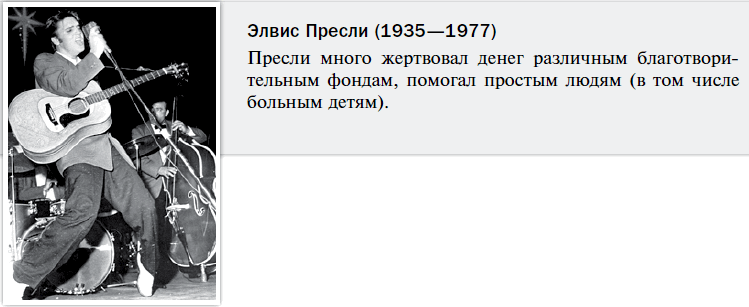 Элвис Пресли (1935—1977)
Пресли много жертвовал денег различным благотвори-
тельным фондам, помогал простым людям (в том числе
больным детям).